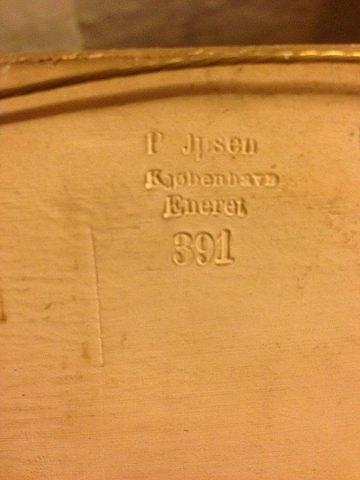 P Ipsen
Kjøbenhavn
Eneret
391